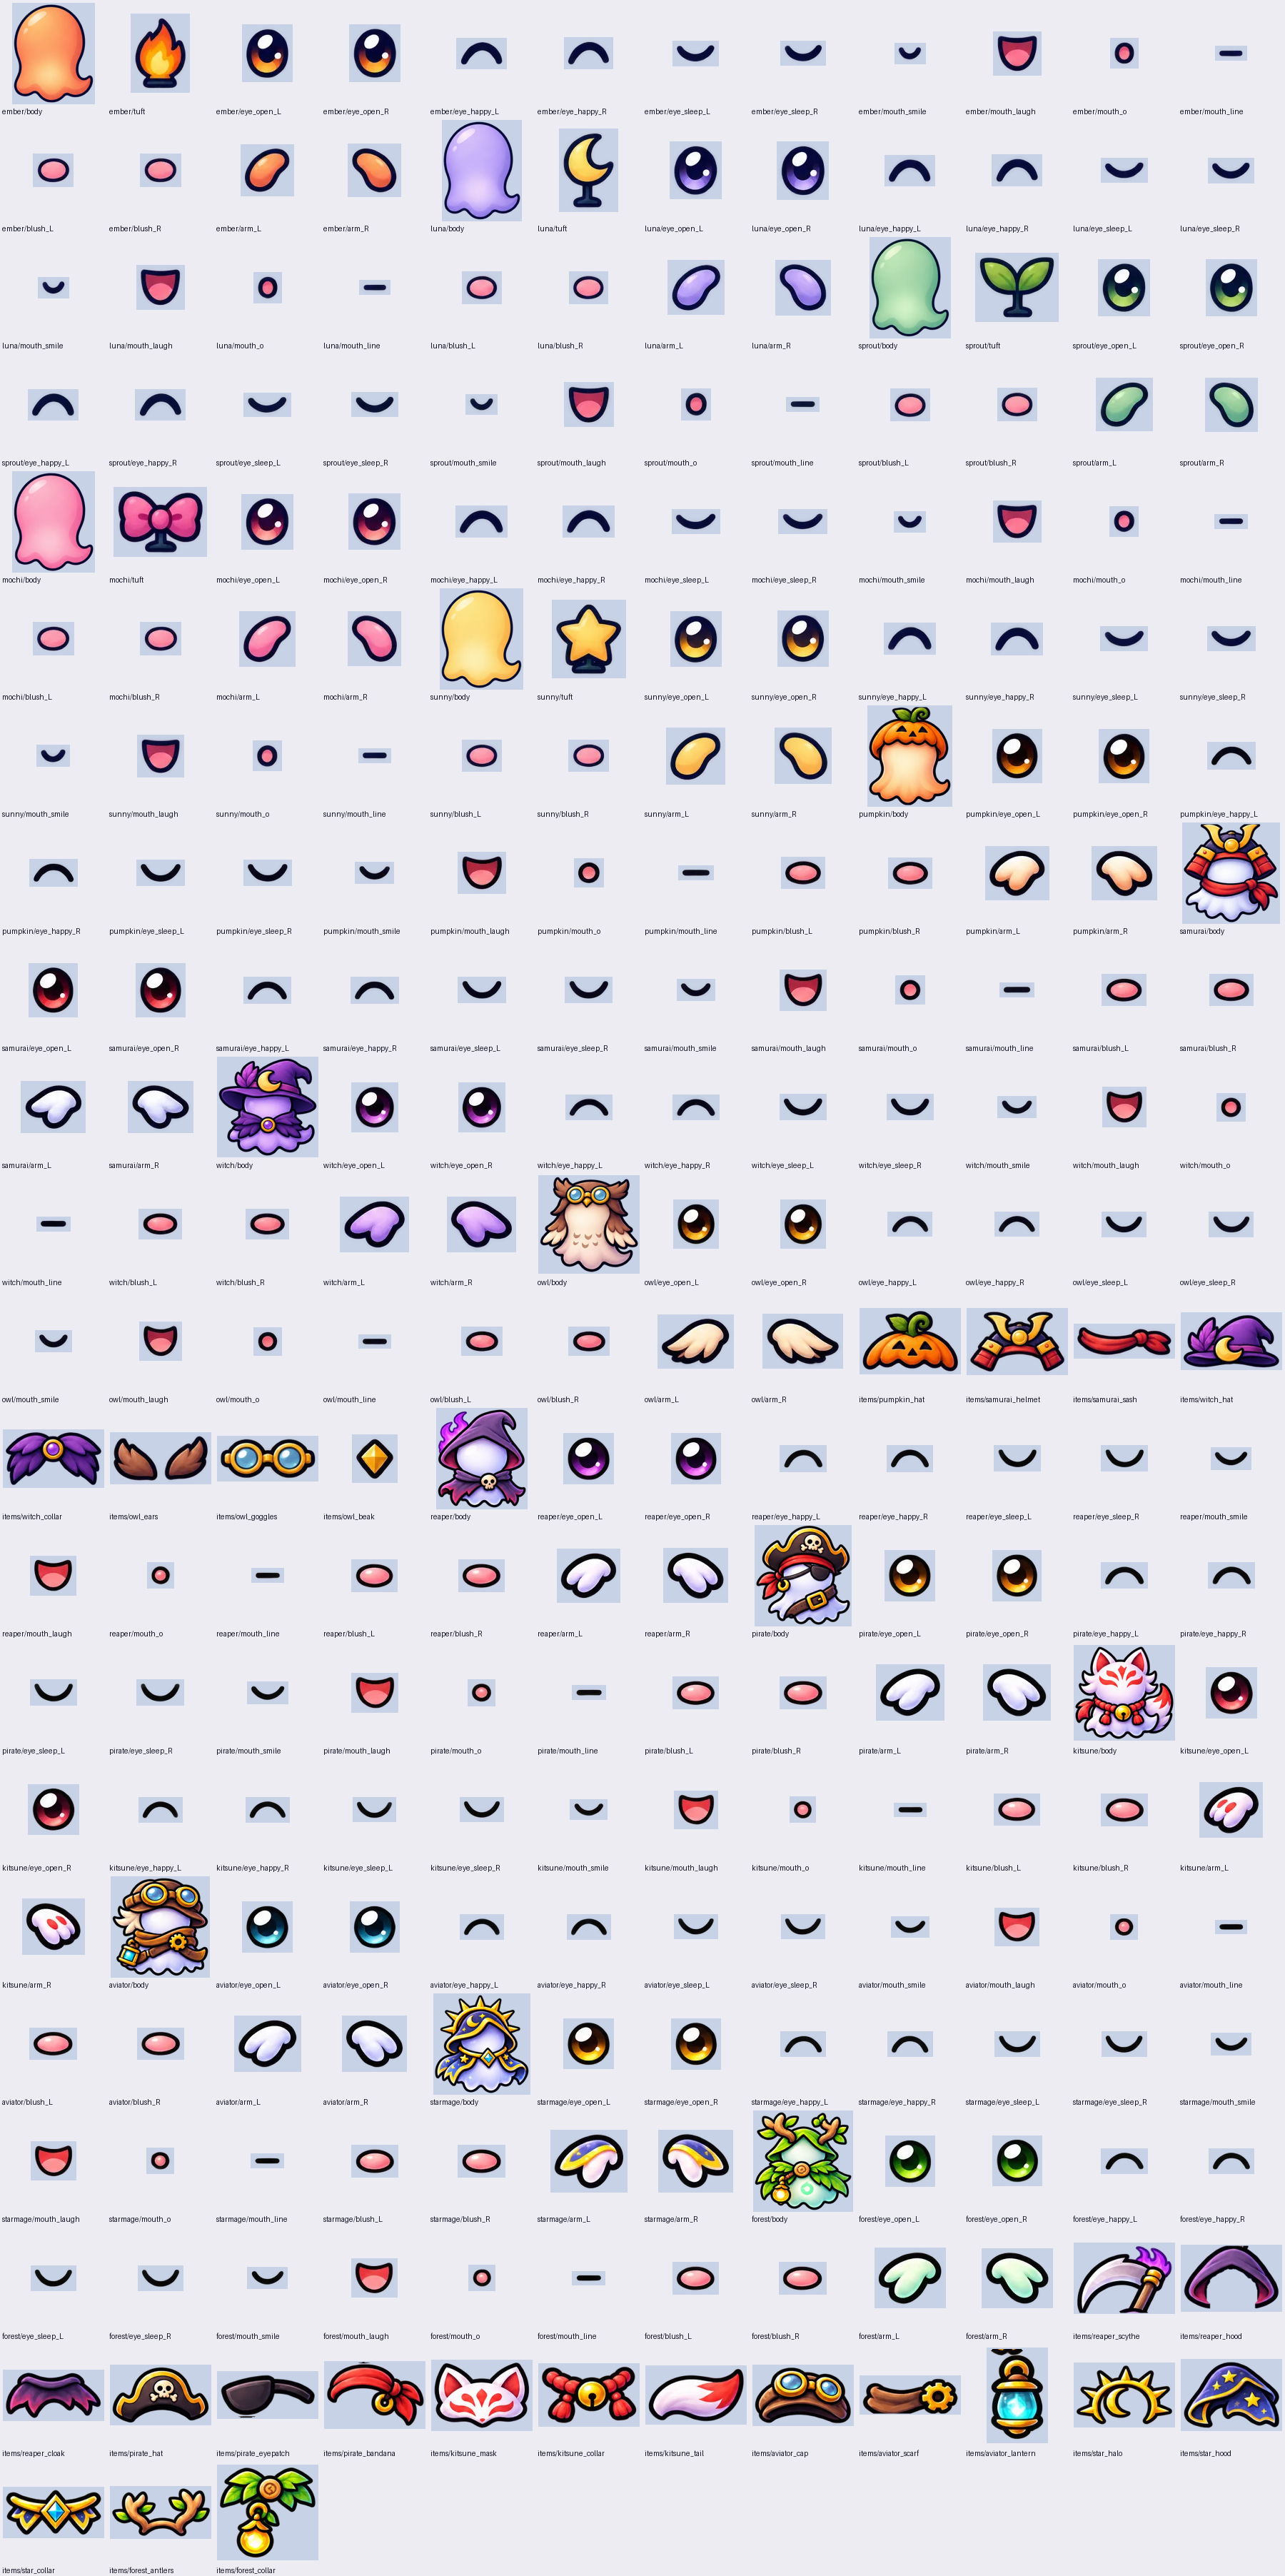 ember/body ember/tuft ember/eye_open_L ember/eye_open_R ember/eye_happy_L ember/eye_happy_R ember/eye_sleep_L ember/eye_sleep_R ember/mouth_smile ember/mouth_laugh ember/mouth_o ember/mouth_line
ember/blush_L ember/blush_R ember/arm_L ember/arm_R luna/body luna/tuft luna/eye_open_L luna/eye_open_R luna/eye_happy_L luna/eye_happy_R luna/eye_sleep_L luna/eye_sleep_R
luna/mouth_smile luna/mouth_laugh luna/mouth_o luna/mouth_line luna/blush_L luna/blush_R luna/arm_L luna/arm_R sprout/body sprout/tuft sprout/eye_open_L sprout/eye_open_R
sprout/eye_happy_L sprout/eye_happy_R sprout/eye_sleep_L sprout/eye_sleep_R sprout/mouth_smile sprout/mouth_laugh sprout/mouth_o sprout/mouth_line sprout/blush_L sprout/blush_R sprout/arm_L sprout/arm_R
mochi/body mochi/tuft mochi/eye_open_L mochi/eye_open_R mochi/eye_happy_L mochi/eye_happy_R mochi/eye_sleep_L mochi/eye_sleep_R mochi/mouth_smile mochi/mouth_laugh mochi/mouth_o mochi/mouth_line
mochi/blush_L mochi/blush_R mochi/arm_L mochi/arm_R sunny/body sunny/tuft sunny/eye_open_L sunny/eye_open_R sunny/eye_happy_L sunny/eye_happy_R sunny/eye_sleep_L sunny/eye_sleep_R
sunny/mouth_smile sunny/mouth_laugh sunny/mouth_o sunny/mouth_line sunny/blush_L sunny/blush_R sunny/arm_L sunny/arm_R pumpkin/body pumpkin/eye_open_L pumpkin/eye_open_R pumpkin/eye_happy_L
pumpkin/eye_happy_R pumpkin/eye_sleep_L pumpkin/eye_sleep_R pumpkin/mouth_smile pumpkin/mouth_laugh pumpkin/mouth_o pumpkin/mouth_line pumpkin/blush_L pumpkin/blush_R pumpkin/arm_L pumpkin/arm_R samurai/body
samurai/eye_open_L samurai/eye_open_R samurai/eye_happy_L samurai/eye_happy_R samurai/eye_sleep_L samurai/eye_sleep_R samurai/mouth_smile samurai/mouth_laugh samurai/mouth_o samurai/mouth_line samurai/blush_L samurai/blush_R
samurai/arm_L samurai/arm_R witch/body witch/eye_open_L witch/eye_open_R witch/eye_happy_L witch/eye_happy_R witch/eye_sleep_L witch/eye_sleep_R witch/mouth_smile witch/mouth_laugh witch/mouth_o
witch/mouth_line witch/blush_L witch/blush_R witch/arm_L witch/arm_R owl/body owl/eye_open_L owl/eye_open_R owl/eye_happy_L owl/eye_happy_R owl/eye_sleep_L owl/eye_sleep_R
owl/mouth_smile owl/mouth_laugh owl/mouth_o owl/mouth_line owl/blush_L owl/blush_R owl/arm_L owl/arm_R items/pumpkin_hat items/samurai_helmet items/samurai_sash items/witch_hat
items/witch_collar items/owl_ears items/owl_goggles items/owl_beak reaper/body reaper/eye_open_L reaper/eye_open_R reaper/eye_happy_L reaper/eye_happy_R reaper/eye_sleep_L reaper/eye_sleep_R reaper/mouth_smile
reaper/mouth_laugh reaper/mouth_o reaper/mouth_line reaper/blush_L reaper/blush_R reaper/arm_L reaper/arm_R pirate/body pirate/eye_open_L pirate/eye_open_R pirate/eye_happy_L pirate/eye_happy_R
pirate/eye_sleep_L pirate/eye_sleep_R pirate/mouth_smile pirate/mouth_laugh pirate/mouth_o pirate/mouth_line pirate/blush_L pirate/blush_R pirate/arm_L pirate/arm_R kitsune/body kitsune/eye_open_L
kitsune/eye_open_R kitsune/eye_happy_L kitsune/eye_happy_R kitsune/eye_sleep_L kitsune/eye_sleep_R kitsune/mouth_smile kitsune/mouth_laugh kitsune/mouth_o kitsune/mouth_line kitsune/blush_L kitsune/blush_R kitsune/arm_L
kitsune/arm_R aviator/body aviator/eye_open_L aviator/eye_open_R aviator/eye_happy_L aviator/eye_happy_R aviator/eye_sleep_L aviator/eye_sleep_R aviator/mouth_smile aviator/mouth_laugh aviator/mouth_o aviator/mouth_line
aviator/blush_L aviator/blush_R aviator/arm_L aviator/arm_R starmage/body starmage/eye_open_L starmage/eye_open_R starmage/eye_happy_L starmage/eye_happy_R starmage/eye_sleep_L starmage/eye_sleep_R starmage/mouth_smile
starmage/mouth_laugh starmage/mouth_o starmage/mouth_line starmage/blush_L starmage/blush_R starmage/arm_L starmage/arm_R forest/body forest/eye_open_L forest/eye_open_R forest/eye_happy_L forest/eye_happy_R
forest/eye_sleep_L forest/eye_sleep_R forest/mouth_smile forest/mouth_laugh forest/mouth_o forest/mouth_line forest/blush_L forest/blush_R forest/arm_L forest/arm_R items/reaper_scythe items/reaper_hood
items/reaper_cloak items/pirate_hat items/pirate_eyepatch items/pirate_bandana items/kitsune_mask items/kitsune_collar items/kitsune_tail items/aviator_cap items/aviator_scarf items/aviator_lantern items/star_halo items/star_hood
items/star_collar items/forest_antlers items/forest_collar